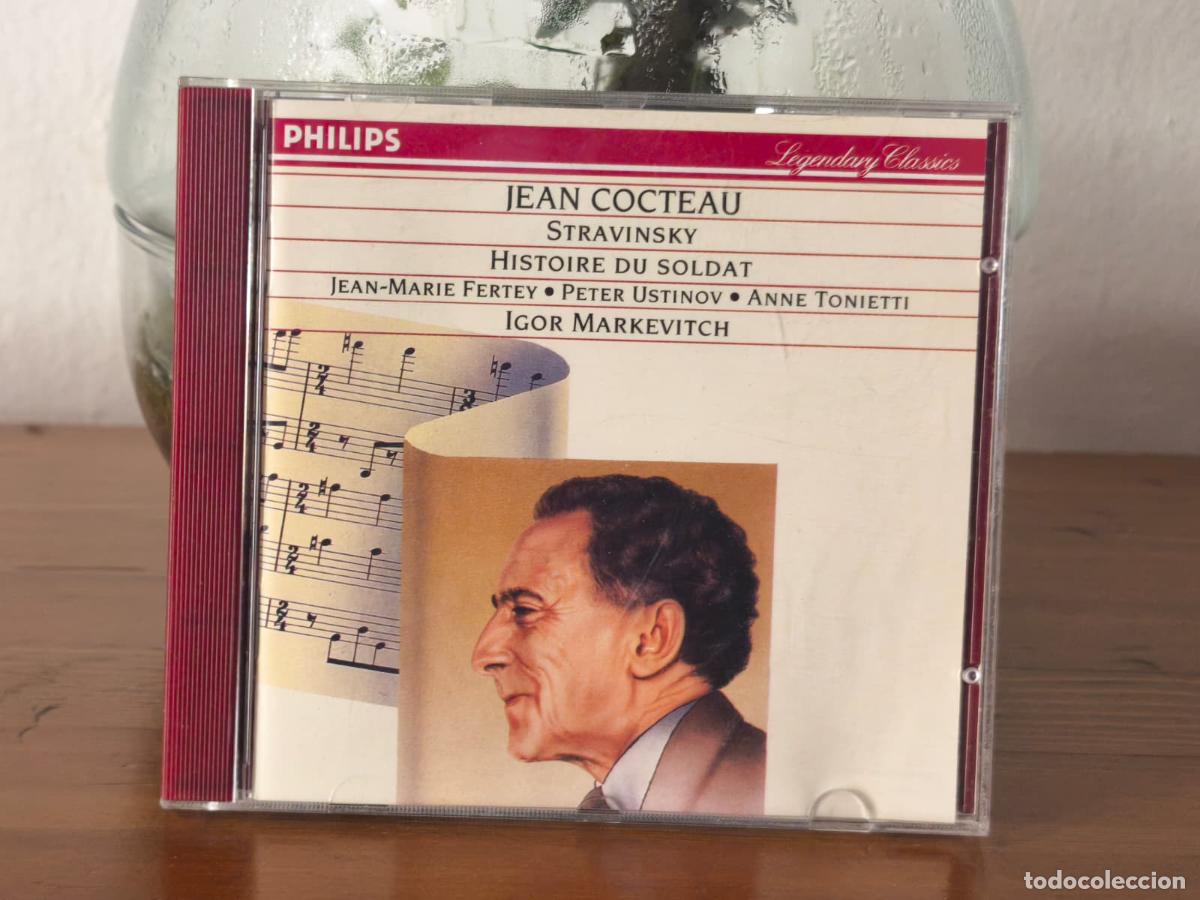 PHILIPS
Legendary Classics
JEAN COCTEAU
STRAVINSKY
HISTOIRE DU SOLDAT
JEAN-MARIE FERTEY • PETER USTINOV • ANNE TONIETTI
IGOR MARKEVITCH
todocoleccion